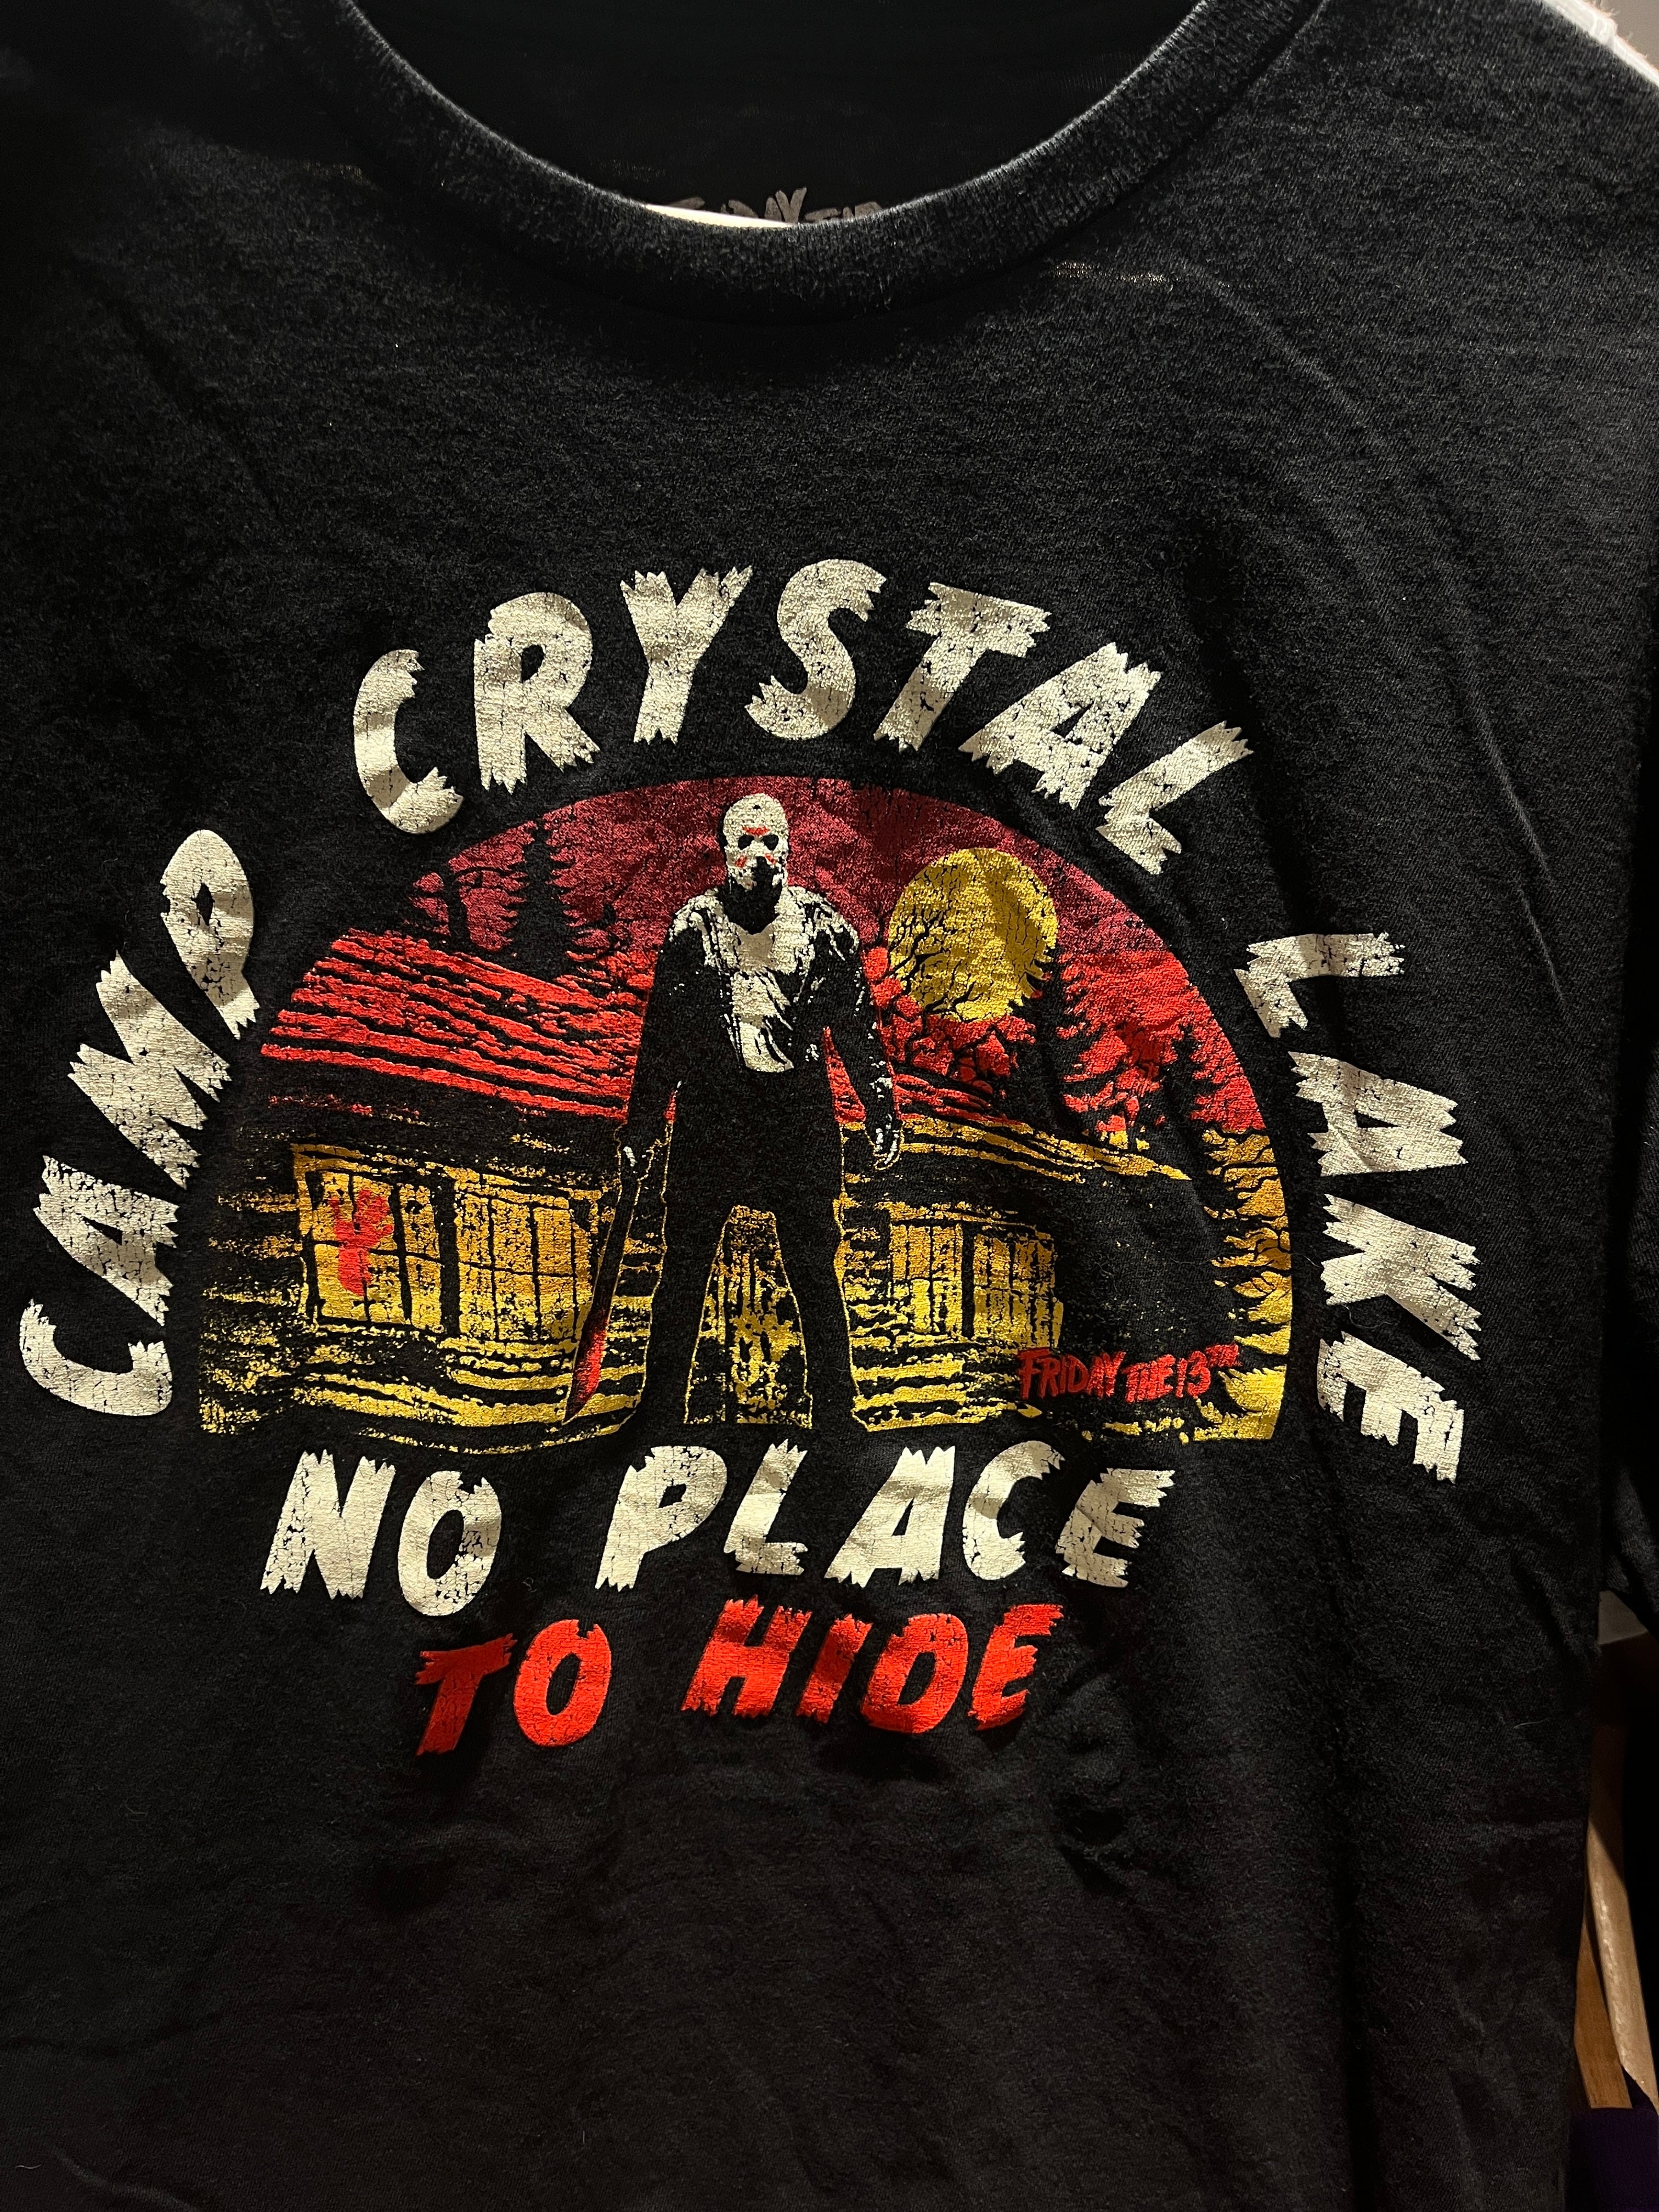 CAMP CRYSTAL LAKE
FRIDAY THE 13TH
NO PLACE
TO HIDE